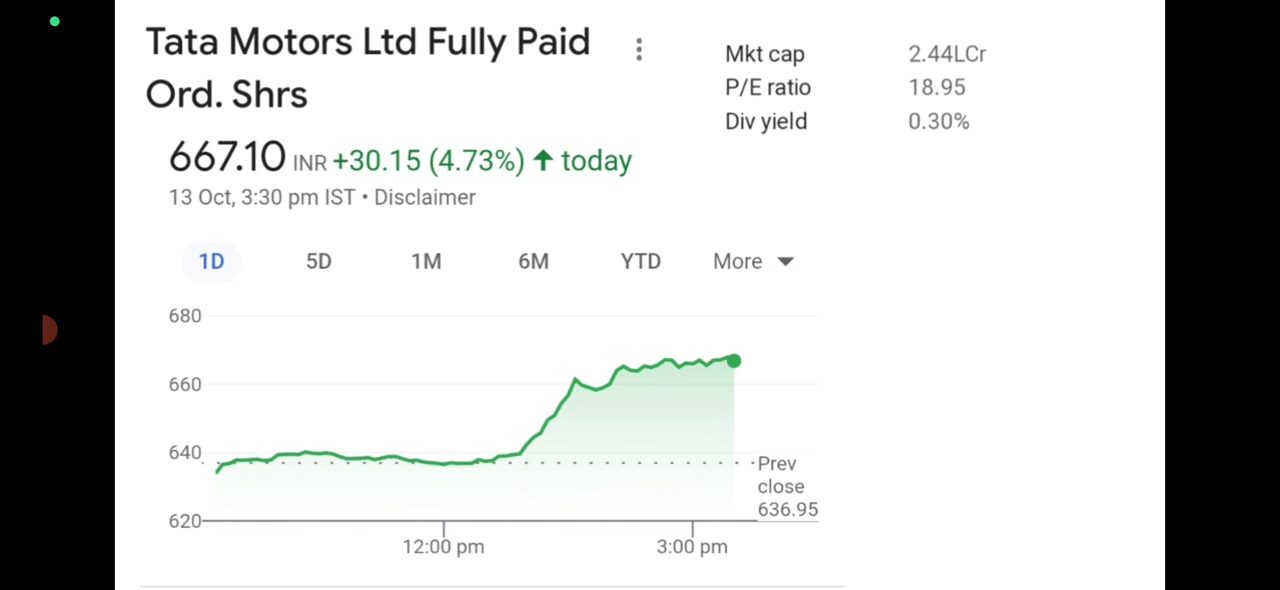 Tata Motors Ltd Fully Paid
Ord. Shrs
667.10 INR +30.15 (4.73%) ↑ today
13 Oct, 3:30 pm IST • Disclaimer
Mkt cap 2.44LCr
P/E ratio 18.95
Div yield 0.30%
1D 5D 1M 6M YTD More
680
660
640
620
Prev
close
636.95
12:00 pm 3:00 pm